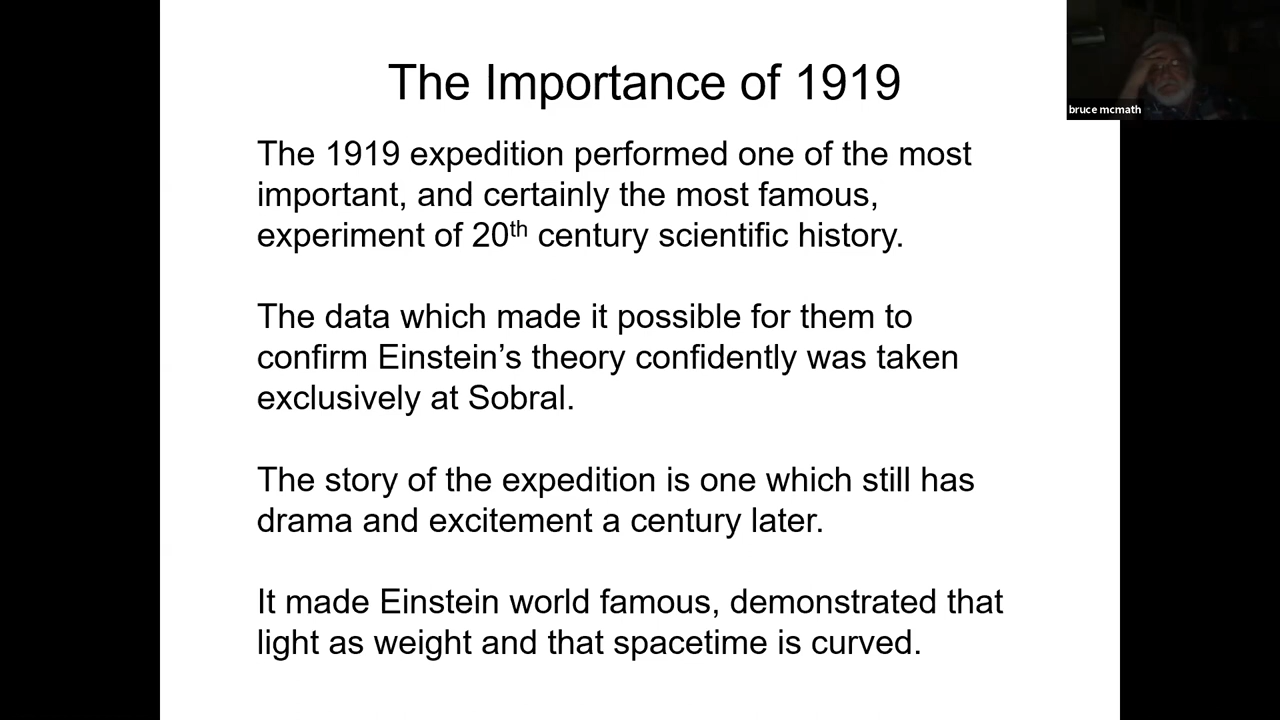 The Importance of 1919
bruce mcmath
The 1919 expedition performed one of the most
important, and certainly the most famous,
experiment of 20th century scientific history.
The data which made it possible for them to
confirm Einstein’s theory confidently was taken
exclusively at Sobral.
The story of the expedition is one which still has
drama and excitement a century later.
It made Einstein world famous, demonstrated that
light as weight and that spacetime is curved.